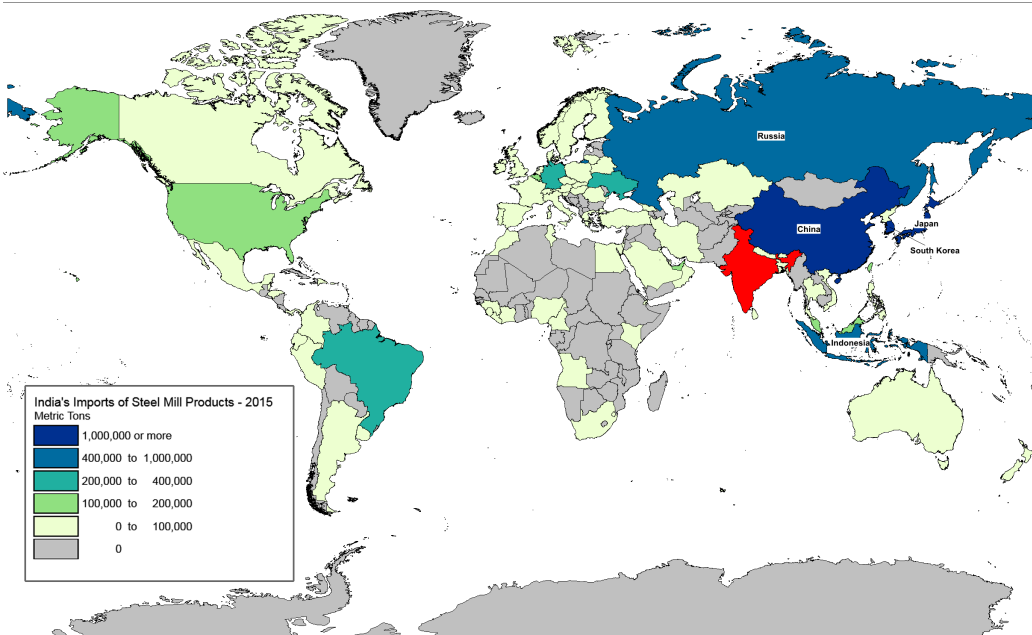 Russia
China
Japan
South Korea
Indonesia
India's Imports of Steel Mill Products - 2015
Metric Tons
1,000,000 or more
400,000 to 1,000,000
200,000 to 400,000
100,000 to 200,000
0 to 100,000
0